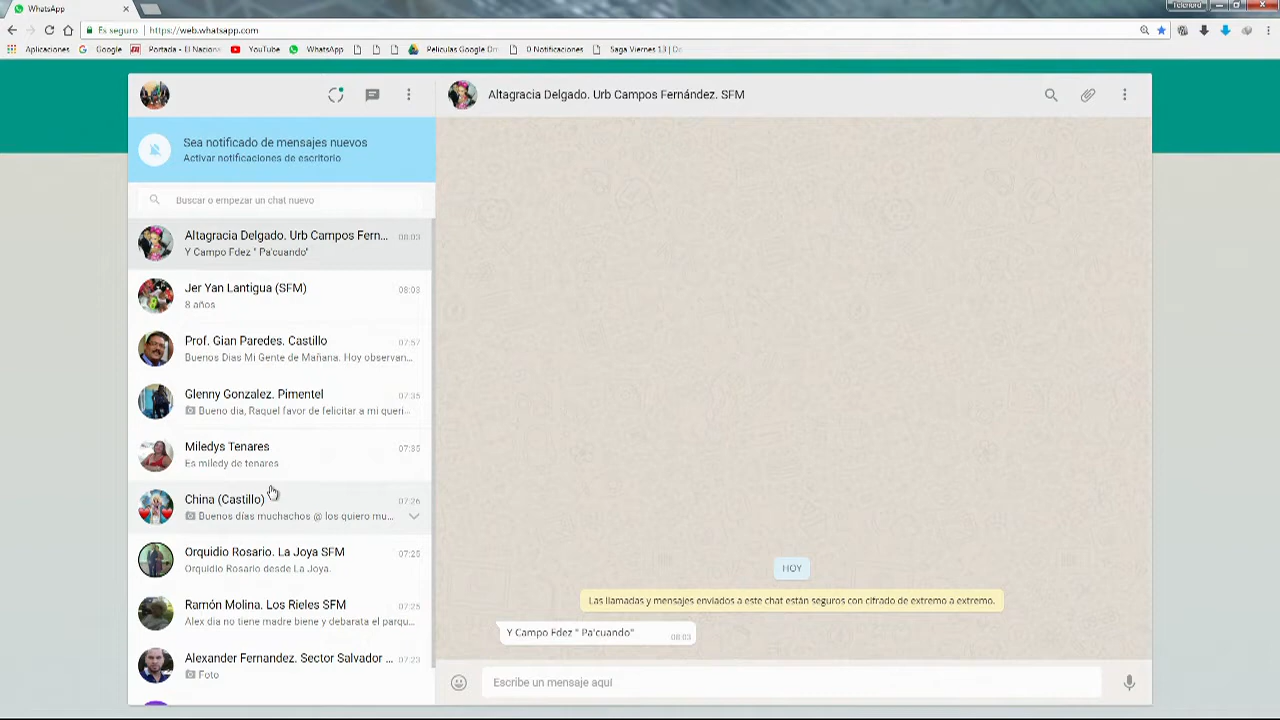 WhatsApp
Telenord
Es seguro
https://web.whatsapp.com
Aplicaciones
Google
Portada - El Naciona
YouTube
WhatsApp
Películas Google Dri
0 Notificaciones
Saga Viernes 13 | De
Altagracia Delgado. Urb Campos Fernández. SFM
Sea notificado de mensajes nuevos
Activar notificaciones de escritorio
Buscar o empezar un chat nuevo
Altagracia Delgado. Urb Campos Fern... 08:03
Y Campo Fdez " Pa'cuando"
Jer Yan Lantigua (SFM) 08:03
8 años
Prof. Gian Paredes. Castillo 07:57
Buenos Dias Mi Gente de Mañana. Hoy observan...
Glenny Gonzalez. Pimentel 07:35
Bueno dia, Raquel favor de felicitar a mi queri...
Miledys Tenares 07:35
Es miledy de tenares
China (Castillo) 07:26
Buenos días muchachos @ los quiero mu...
Orquidio Rosario. La Joya SFM 07:25
Orquidio Rosario desde La Joya.
Ramón Molina. Los Rieles SFM 07:25
Alex dia no tiene madre biene y debarata el parqu...
Alexander Fernandez. Sector Salvador ... 07:23
Foto
HOY
Las llamadas y mensajes enviados a este chat están seguros con cifrado de extremo a extremo.
Y Campo Fdez " Pa'cuando" 08:03
Escribe un mensaje aquí